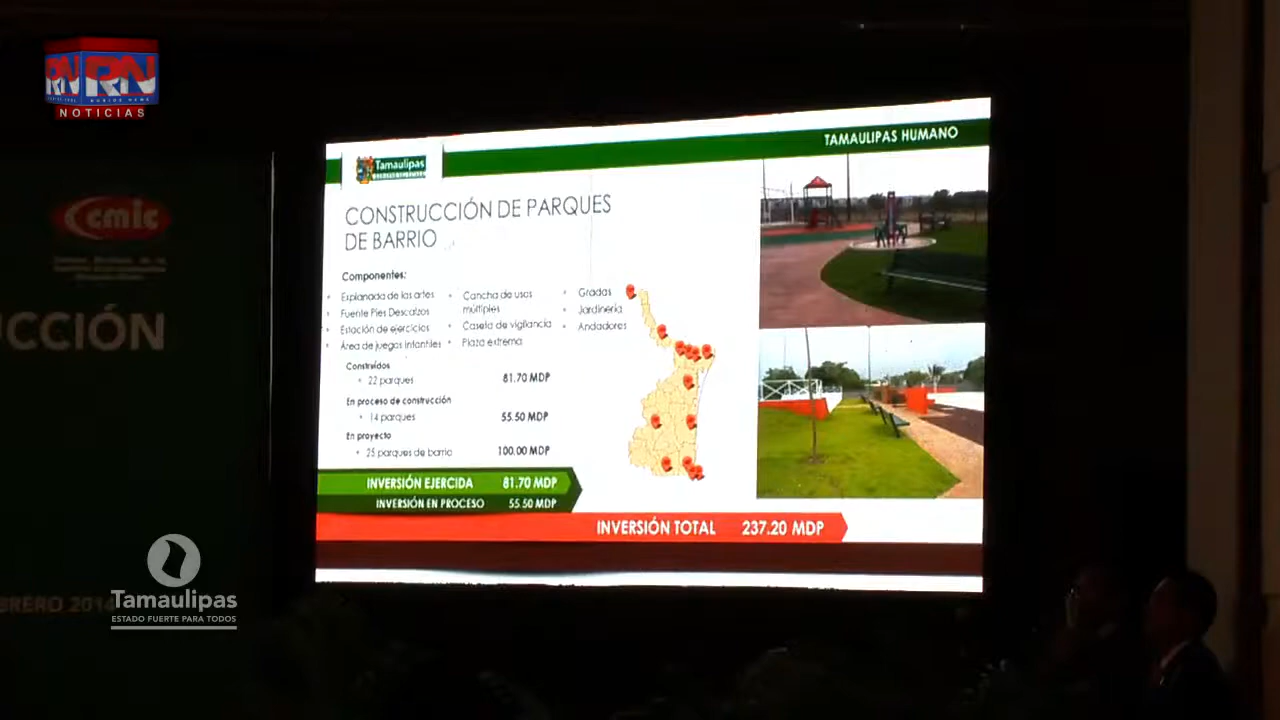 RN RN
NOTICIAS
cmic
UCCIÓN
BRERO 2014
Tamaulipas
ESTADO FUERTE PARA TODOS
Tamaulipas
TAMAULIPAS HUMANO
CONSTRUCCIÓN DE PARQUES
DE BARRIO
Componentes:
• Explanada de las artes
• Fuente Pies Descalzos
• Estación de ejercicios
• Área de juegos infantiles
• Cancha de usos
múltiples
• Caseta de vigilancia
• Plaza extrema
• Gradas
• Jardinería
• Andadores
Construidos
• 22 parques 81.70 MDP
En proceso de construcción
• 14 parques 55.50 MDP
En proyecto
• 25 parques de barrio 100.00 MDP
INVERSIÓN EJERCIDA 81.70 MDP
INVERSIÓN EN PROCESO 55.50 MDP
INVERSIÓN TOTAL 237.20 MDP